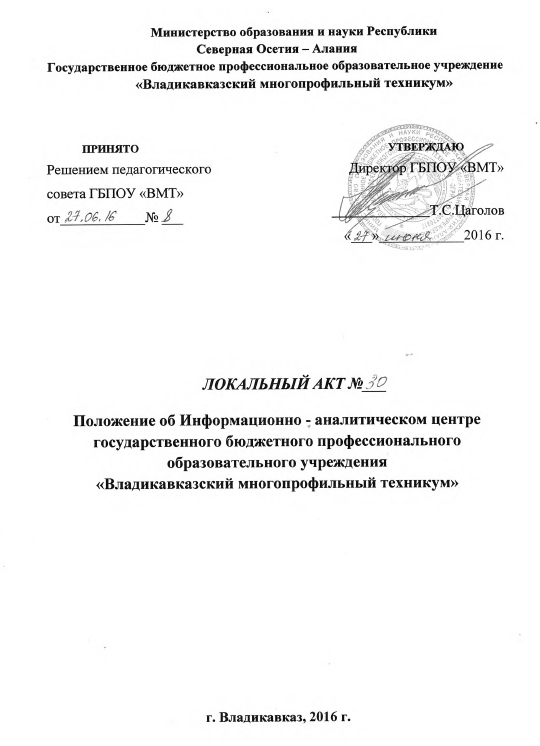 Министерство образования и науки Республики
Северная Осетия – Алания
Государственное бюджетное профессиональное образовательное учреждение
«Владикавказский многопрофильный техникум»
ПРИНЯТО
Решением педагогического
совета ГБПОУ «ВМТ»
от 27.06.16 № 8
УТВЕРЖДАЮ
Директор ГБПОУ «ВМТ»
Т.С.Цаголов
« 27 » июня 2016 г.
ЛОКАЛЬНЫЙ АКТ № 30
Положение об Информационно - аналитическом центре
государственного бюджетного профессионального
образовательного учреждения
«Владикавказский многопрофильный техникум»
г. Владикавказ, 2016 г.